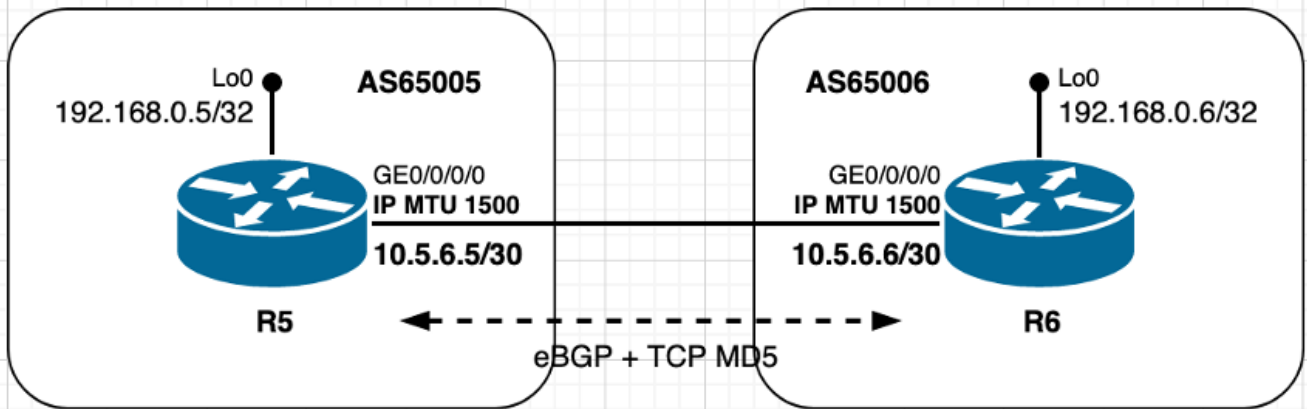 Lo0
192.168.0.5/32
AS65005
GE0/0/0/0
IP MTU 1500
10.5.6.5/30
R5
AS65006
Lo0
192.168.0.6/32
GE0/0/0/0
IP MTU 1500
10.5.6.6/30
R6
eBGP + TCP MD5